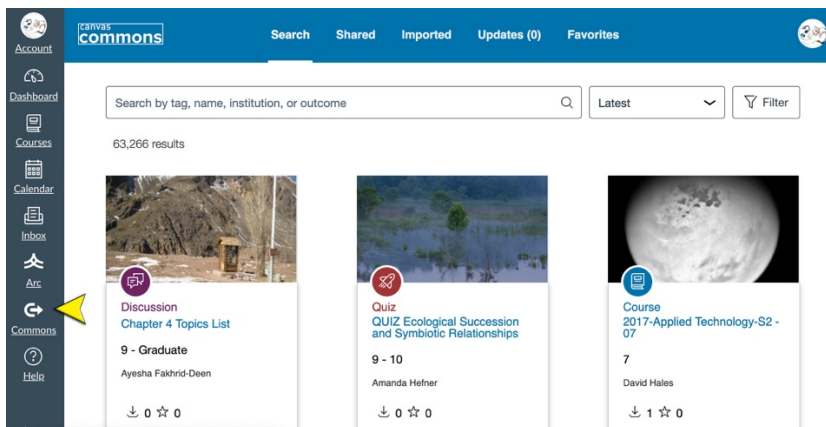 Account
Dashboard
Courses
Calendar
Inbox
Arc
Commons
Help
canvas
commons
Search Shared Imported Updates (0) Favorites
Search by tag, name, institution, or outcome Latest Filter
63,266 results
Discussion
Chapter 4 Topics List
9 - Graduate
Ayesha Fakhrid-Deen
0 0
Quiz
QUIZ Ecological Succession
and Symbiotic Relationships
9 - 10
Amanda Hefner
0 0
Course
2017-Applied Technology-S2 -
07
7
David Hales
1 0